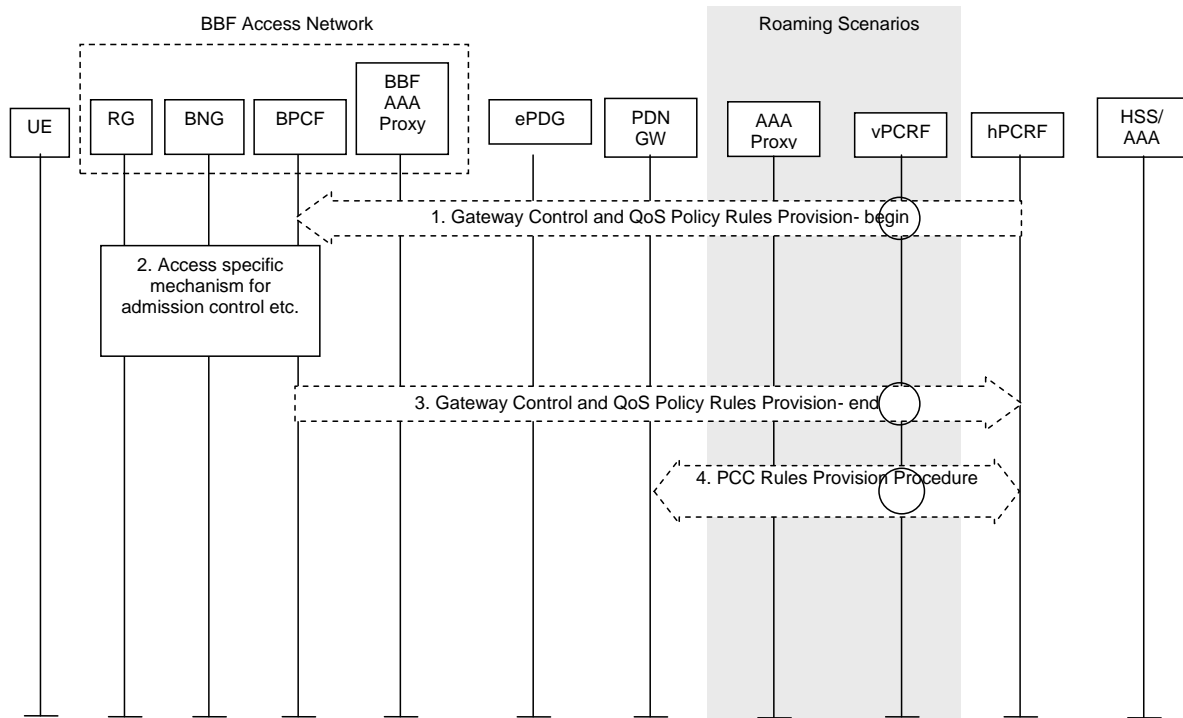 BBF Access Network
Roaming Scenarios
UE
RG
BNG
BPCF
BBF
AAA
Proxy
ePDG
PDN
GW
AAA
Proxy
vPCRF
hPCRF
HSS/
AAA
1. Gateway Control and QoS Policy Rules Provision- begin
2. Access specific
mechanism for
admission control etc.
3. Gateway Control and QoS Policy Rules Provision- end
4. PCC Rules Provision Procedure